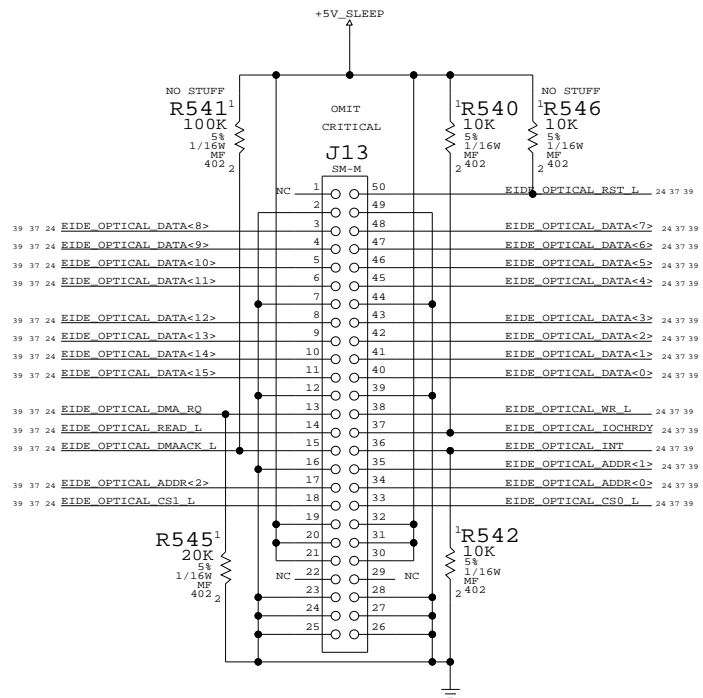 +5V_SLEEP
NO STUFF
R541
1
100K
5%
1/16W
MF
402
2
OMIT
CRITICAL
J13
SM-M
1
R540
10K
5%
1/16W
MF
2
402
NO STUFF
1
R546
10K
5%
1/16W
MF
2
402
NC 1 50 EIDE_OPTICAL_RST_L 24 37 39
2 49
39 37 24 EIDE_OPTICAL_DATA<8> 3 48 EIDE_OPTICAL_DATA<7> 24 37 39
39 37 24 EIDE_OPTICAL_DATA<9> 4 47 EIDE_OPTICAL_DATA<6> 24 37 39
39 37 24 EIDE_OPTICAL_DATA<10> 5 46 EIDE_OPTICAL_DATA<5> 24 37 39
39 37 24 EIDE_OPTICAL_DATA<11> 6 45 EIDE_OPTICAL_DATA<4> 24 37 39
7 44
39 37 24 EIDE_OPTICAL_DATA<12> 8 43 EIDE_OPTICAL_DATA<3> 24 37 39
39 37 24 EIDE_OPTICAL_DATA<13> 9 42 EIDE_OPTICAL_DATA<2> 24 37 39
39 37 24 EIDE_OPTICAL_DATA<14> 10 41 EIDE_OPTICAL_DATA<1> 24 37 39
39 37 24 EIDE_OPTICAL_DATA<15> 11 40 EIDE_OPTICAL_DATA<0> 24 37 39
12 39
39 37 24 EIDE_OPTICAL_DMA_RQ 13 38 EIDE_OPTICAL_WR_L 24 37 39
39 37 24 EIDE_OPTICAL_READ_L 14 37 EIDE_OPTICAL_IOCHRDY 24 37 39
39 37 24 EIDE_OPTICAL_DMAACK_L 15 36 EIDE_OPTICAL_INT 24 37 39
16 35 EIDE_OPTICAL_ADDR<1> 24 37 39
39 37 24 EIDE_OPTICAL_ADDR<2> 17 34 EIDE_OPTICAL_ADDR<0> 24 37 39
39 37 24 EIDE_OPTICAL_CS1_L 18 33 EIDE_OPTICAL_CS0_L 24 37 39
19 32
20 31
21 30
NC 22 29 NC
23 28
24 27
25 26
R545
1
20K
5%
1/16W
MF
402
2
1
R542
10K
5%
1/16W
MF
2
402